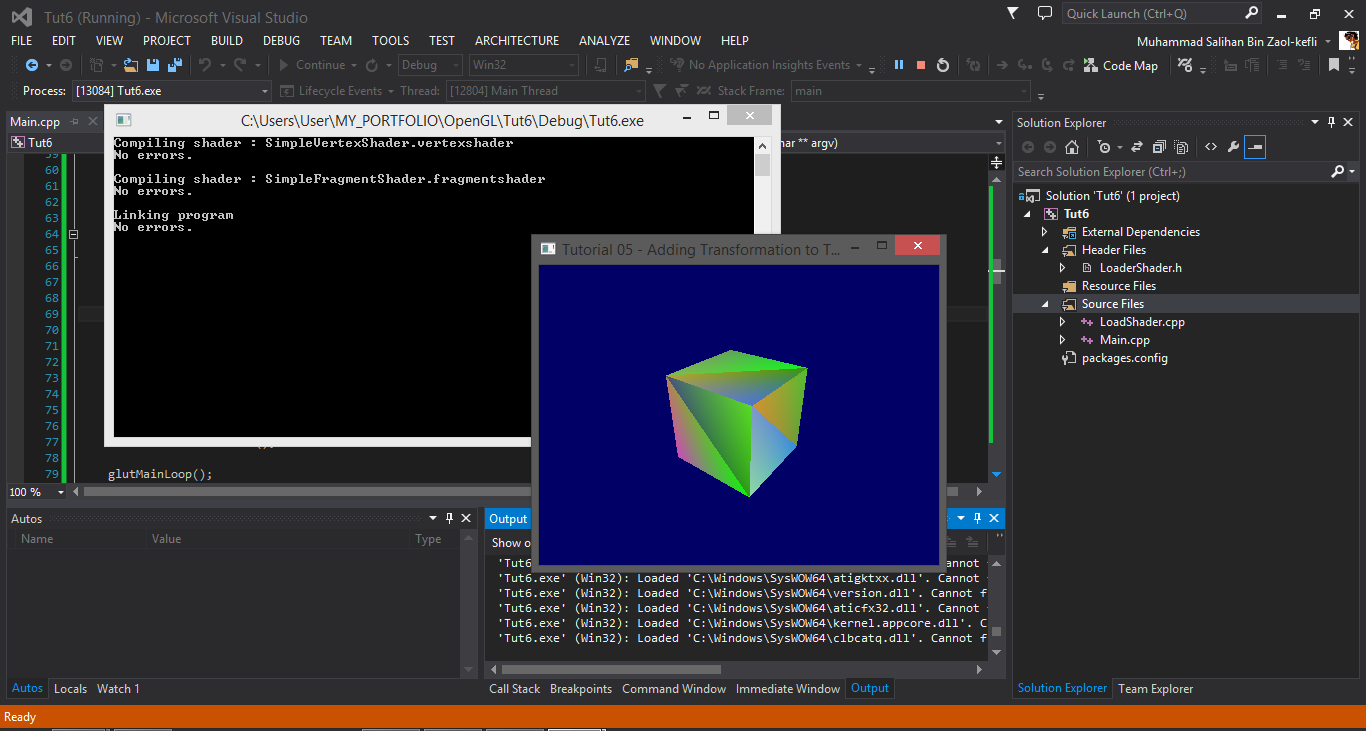 Tut6 (Running) - Microsoft Visual Studio
Quick Launch (Ctrl+Q)
FILE EDIT VIEW PROJECT BUILD DEBUG TEAM TOOLS TEST ARCHITECTURE ANALYZE WINDOW HELP
Muhammad Salihan Bin Zaol-kefli
Continue Debug Win32 No Application Insights Events Code Map
Process: [13084] Tut6.exe Lifecycle Events Thread: [12804] Main Thread Stack Frame: main
Main.cpp
Tut6
char ** argv)
C:\Users\User\MY_PORTFOLIO\OpenGL\Tut6\Debug\Tut6.exe
Compiling shader : SimpleVertexShader.vertexshader
No errors.
Compiling shader : SimpleFragmentShader.fragmentshader
No errors.
Linking program
No errors.
59
60
61
62
63
64
65
66
67
68
69
70
71
72
73
74
75
76
77
78
79 glutMainLoop();
100 %
Tutorial 05 - Adding Transformation to T...
Solution Explorer
Search Solution Explorer (Ctrl+;)
Solution 'Tut6' (1 project)
Tut6
External Dependencies
Header Files
LoaderShader.h
Resource Files
Source Files
LoadShader.cpp
Main.cpp
packages.config
Autos
Name Value Type
Output
Show o
'Tut6 Cannot
'Tut6.exe' (Win32): Loaded 'C:\Windows\SysWOW64\atigktxx.dll'. Cannot
'Tut6.exe' (Win32): Loaded 'C:\Windows\SysWOW64\version.dll'. Cannot f
'Tut6.exe' (Win32): Loaded 'C:\Windows\SysWOW64\aticfx32.dll'. Cannot
'Tut6.exe' (Win32): Loaded 'C:\Windows\SysWOW64\kernel.appcore.dll'. C
'Tut6.exe' (Win32): Loaded 'C:\Windows\SysWOW64\clbcatq.dll'. Cannot f
Autos Locals Watch 1
Call Stack Breakpoints Command Window Immediate Window Output
Solution Explorer Team Explorer
Ready